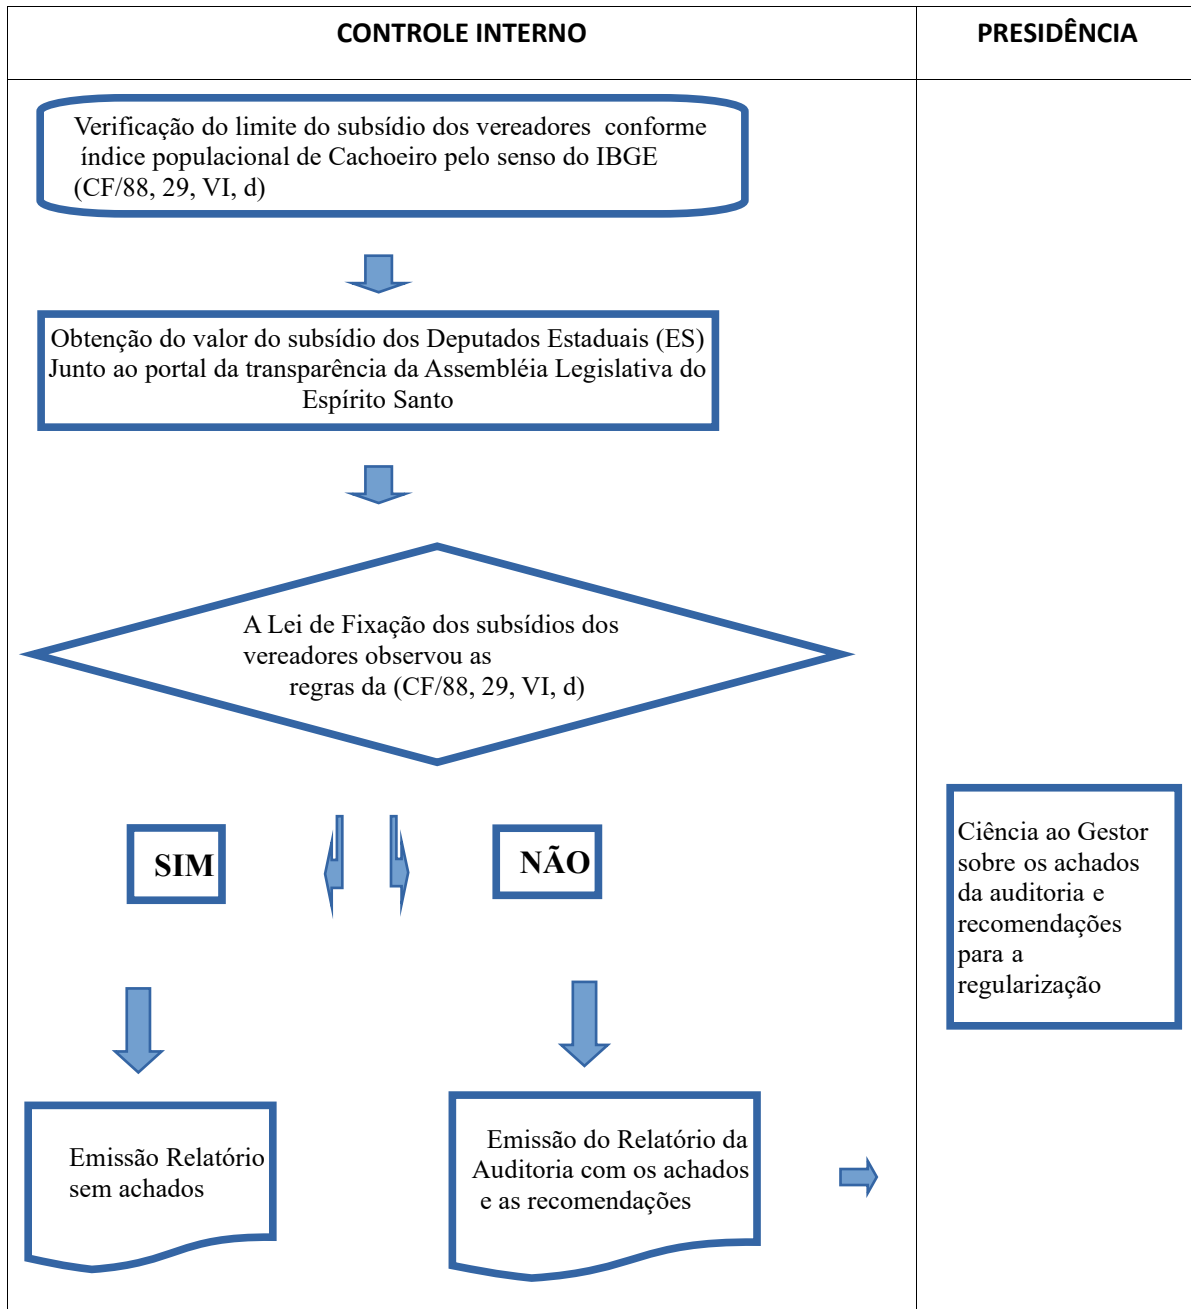 CONTROLE INTERNO
PRESIDÊNCIA
Verificação do limite do subsídio dos vereadores conforme
índice populacional de Cachoeiro pelo senso do IBGE
(CF/88, 29, VI, d)
Obtenção do valor do subsídio dos Deputados Estaduais (ES)
Junto ao portal da transparência da Assembléia Legislativa do
Espírito Santo
A Lei de Fixação dos subsídios dos
vereadores observou as
regras da (CF/88, 29, VI, d)
SIM
NÃO
Emissão Relatório
sem achados
Emissão do Relatório da
Auditoria com os achados
e as recomendações
Ciência ao Gestor
sobre os achados
da auditoria e
recomendações
para a
regularização